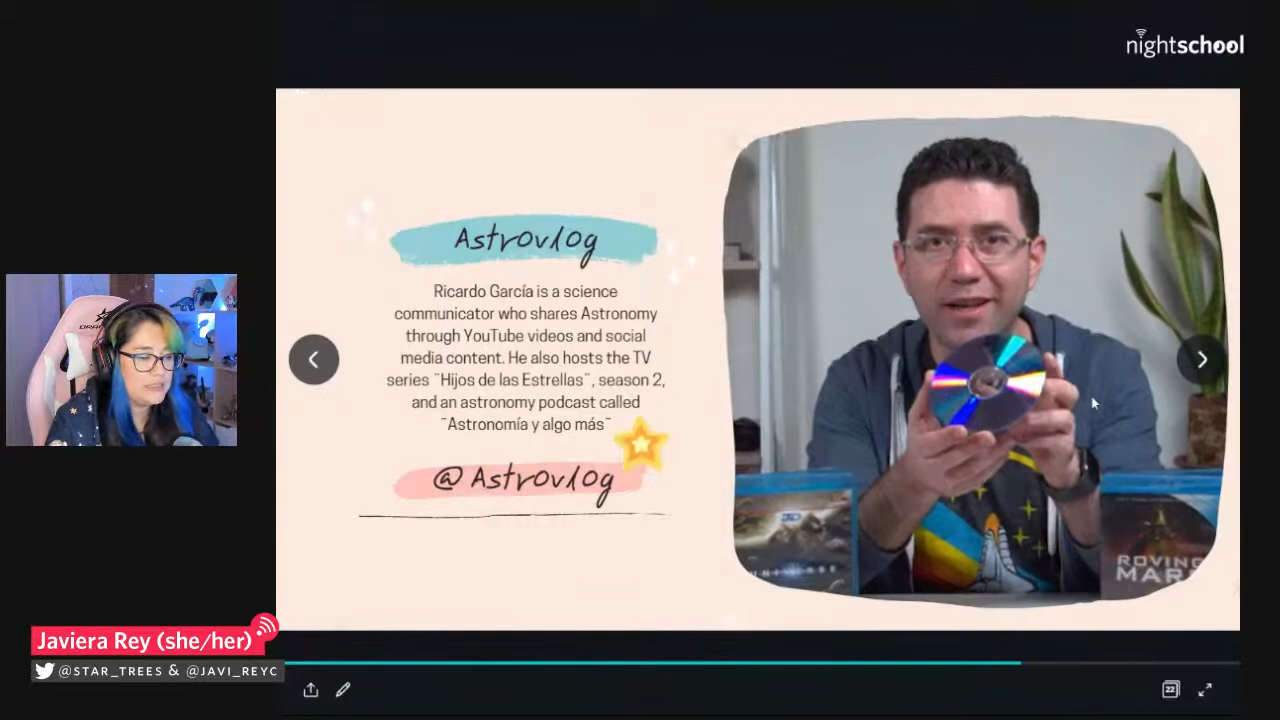 nightschool
Astrovlog
Ricardo García is a science
communicator who shares Astronomy
through YouTube videos and social
media content. He also hosts the TV
series ¨Hijos de las Estrellas¨, season 2,
and an astronomy podcast called
¨Astronomía y algo más¨
@Astrovlog
3D
ROVING
MARS
Javiera Rey (she/her)
@STAR_TREES & @JAVI_REYC
22